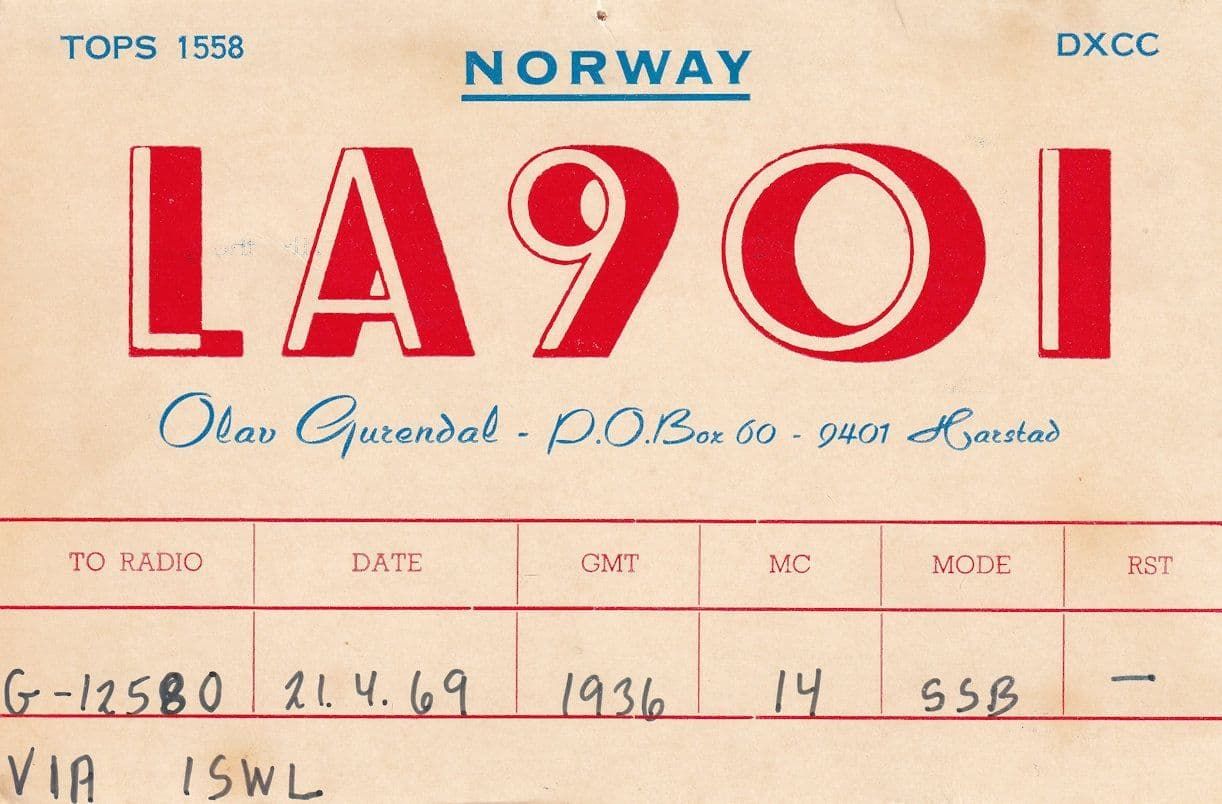 TOPS 1558 NORWAY DXCC
LA9OI
Olav Gurendal - P.O.Box 60 - 9401 Harstad
TO RADIO DATE GMT MC MODE RST
G-12580 21.4.69 1936 14 SSB —
VIA ISWL